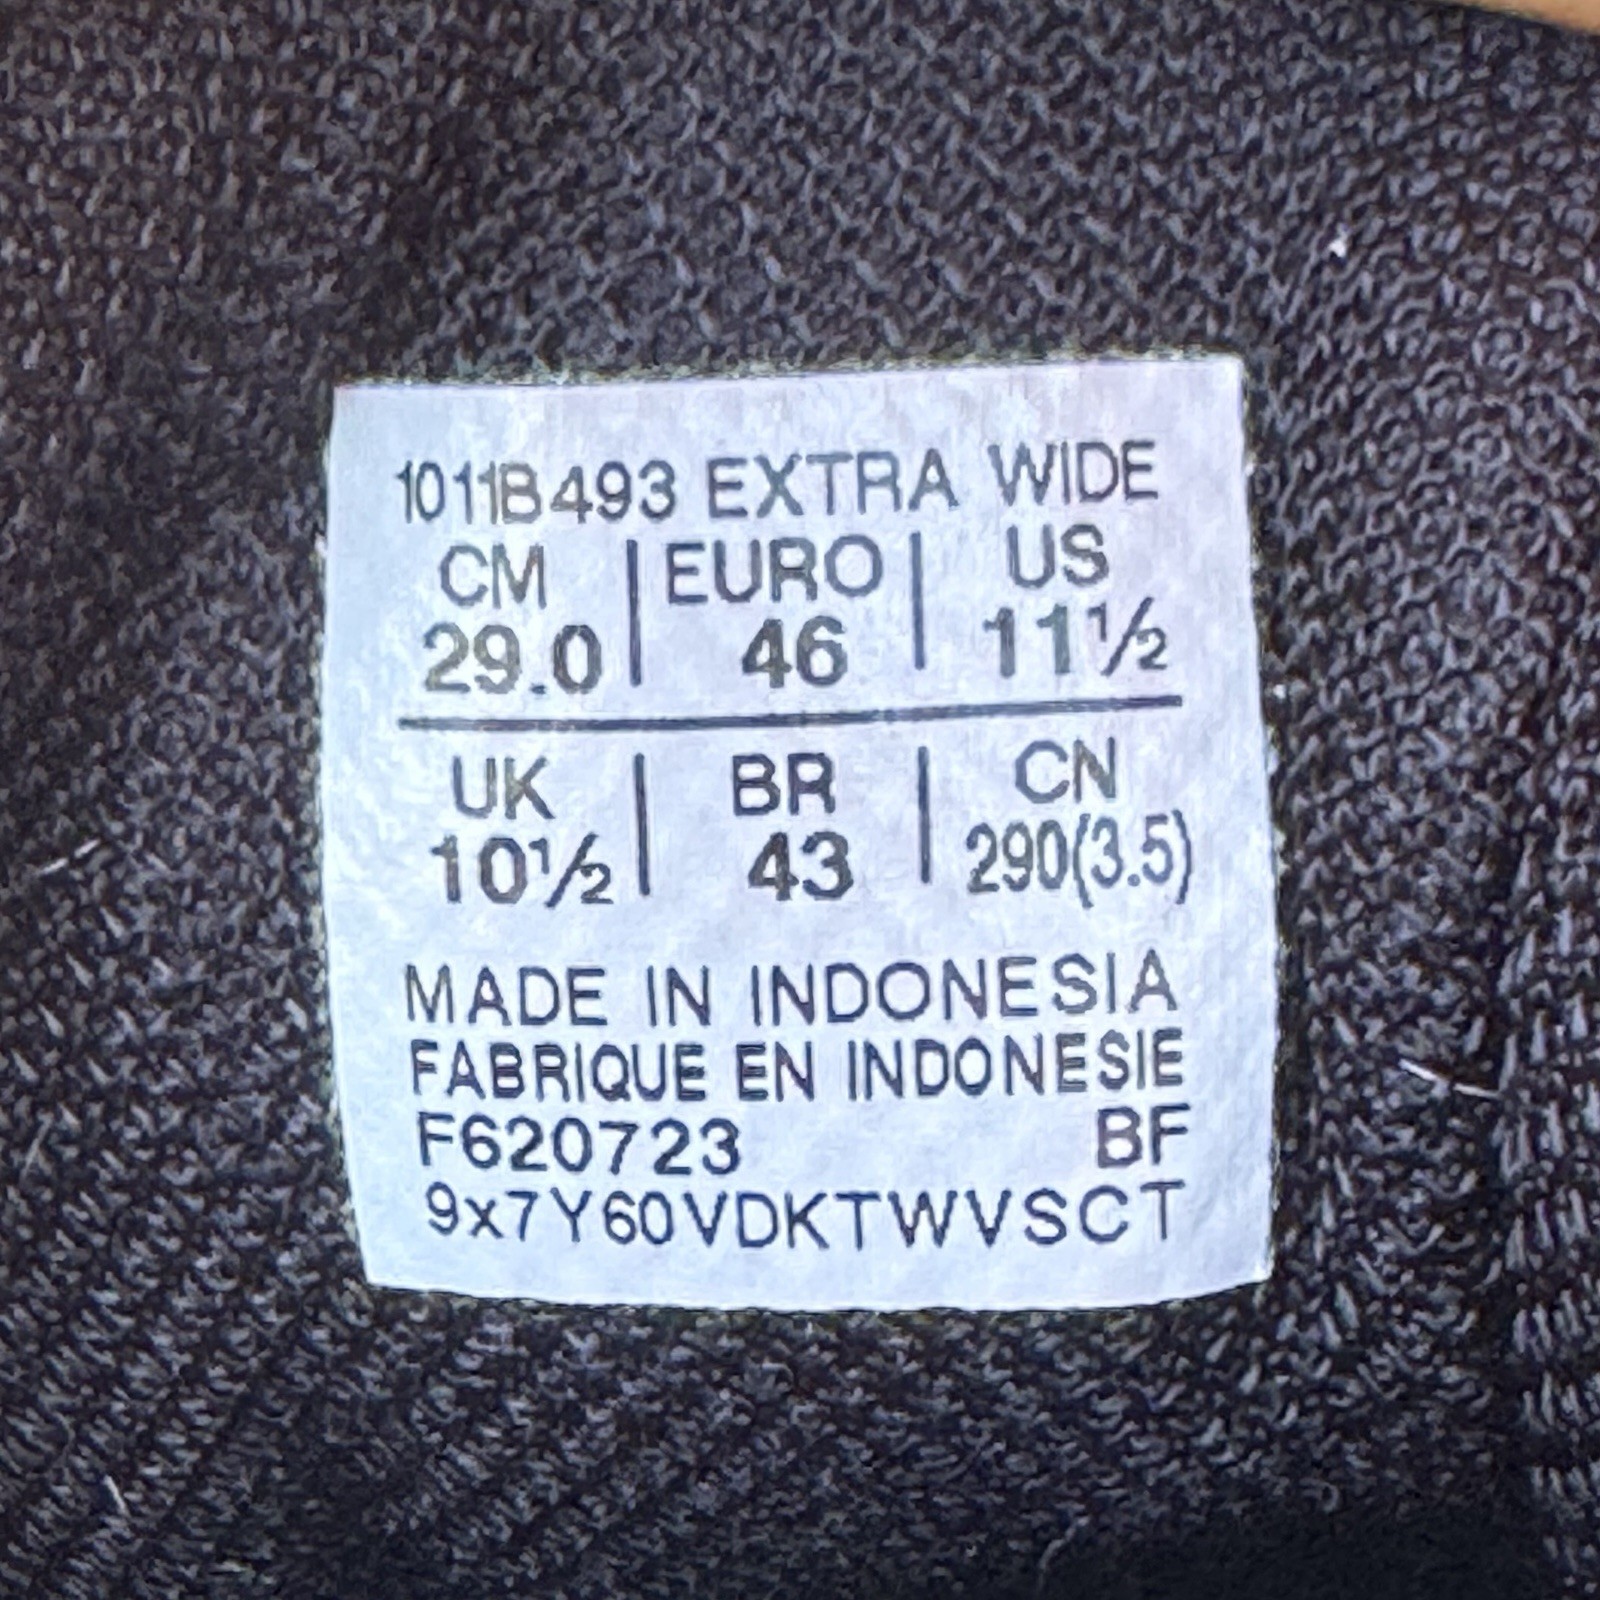 1011B493 EXTRA WIDE
CM | EURO | US
29.0 | 46 | 11½
UK | BR | CN
10½ | 43 | 290(3.5)
MADE IN INDONESIA
FABRIQUE EN INDONESIE
F620723 BF
9x7Y60VDKTWVSCT